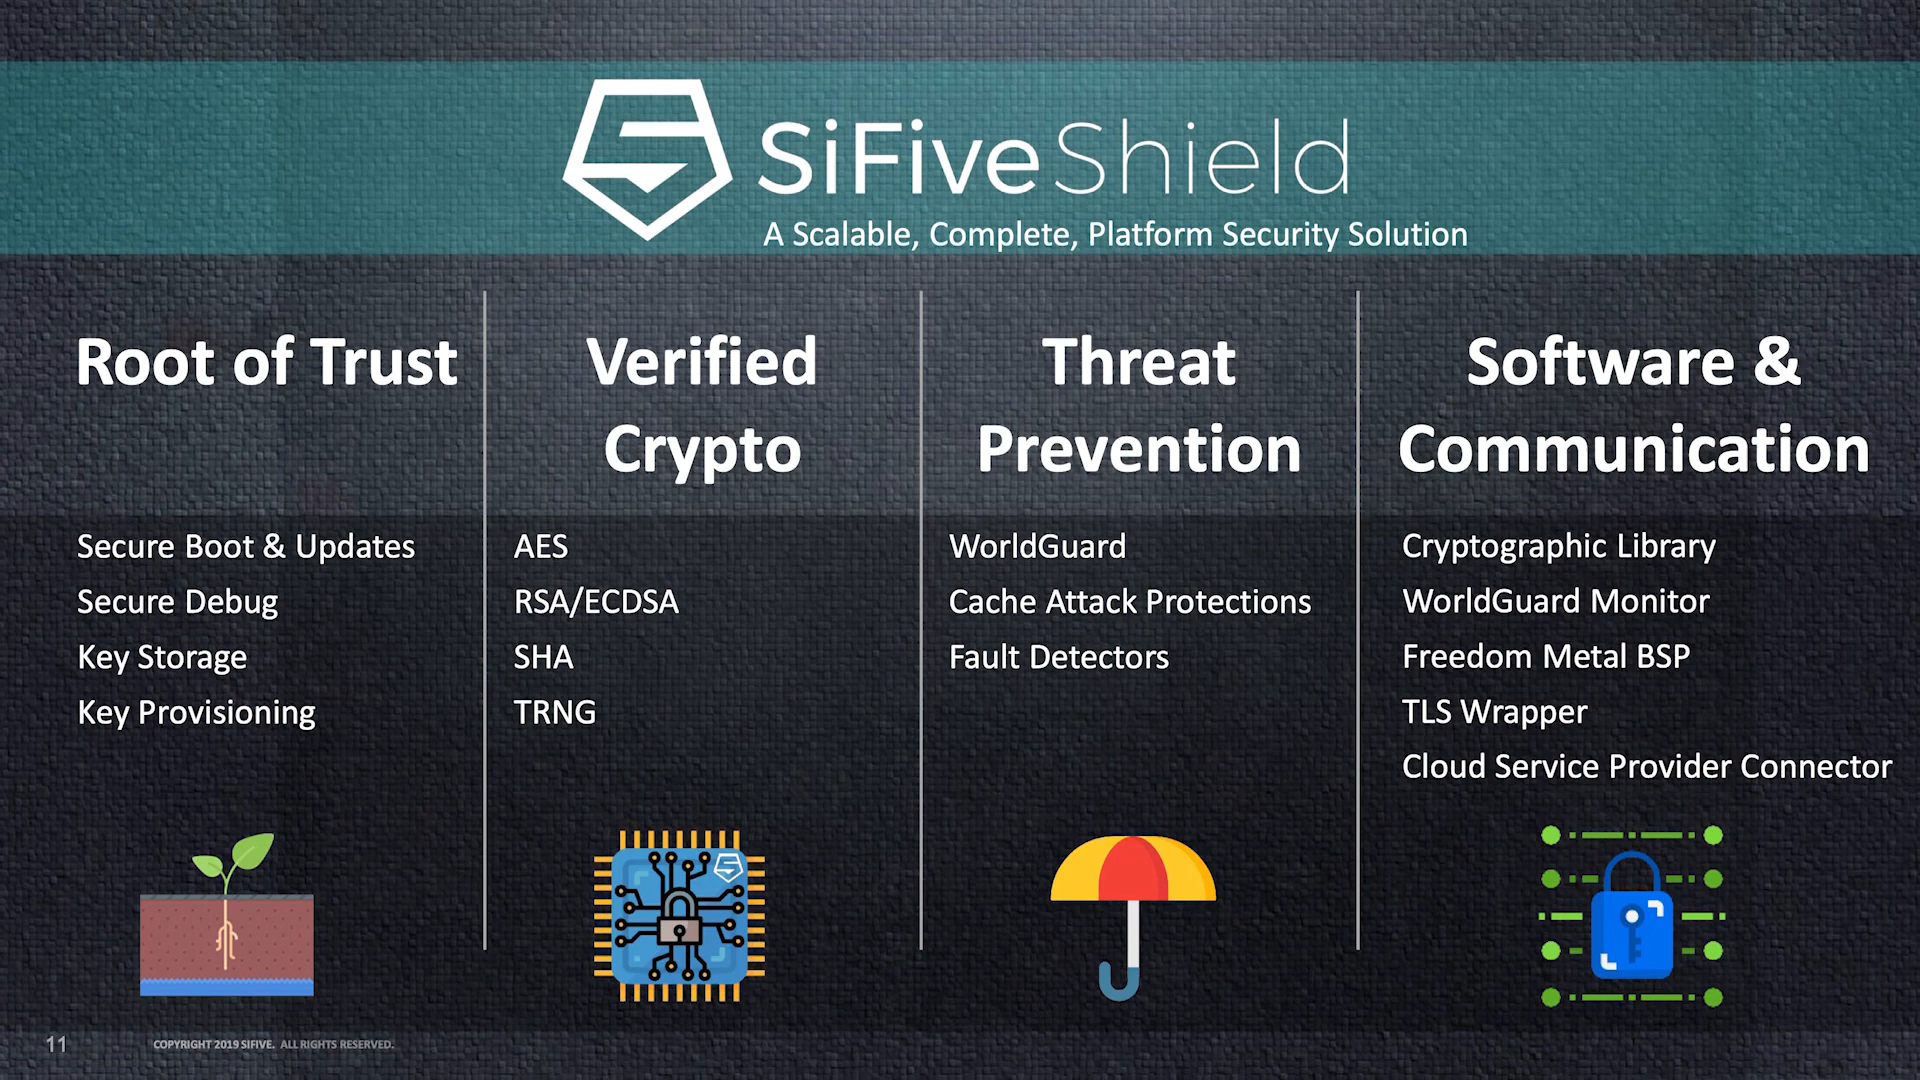 SiFive Shield
A Scalable, Complete, Platform Security Solution
Root of Trust
Secure Boot & Updates
Secure Debug
Key Storage
Key Provisioning
Verified
Crypto
AES
RSA/ECDSA
SHA
TRNG
Threat
Prevention
WorldGuard
Cache Attack Protections
Fault Detectors
Software &
Communication
Cryptographic Library
WorldGuard Monitor
Freedom Metal BSP
TLS Wrapper
Cloud Service Provider Connector
11
COPYRIGHT 2019 SIFIVE. ALL RIGHTS RESERVED.